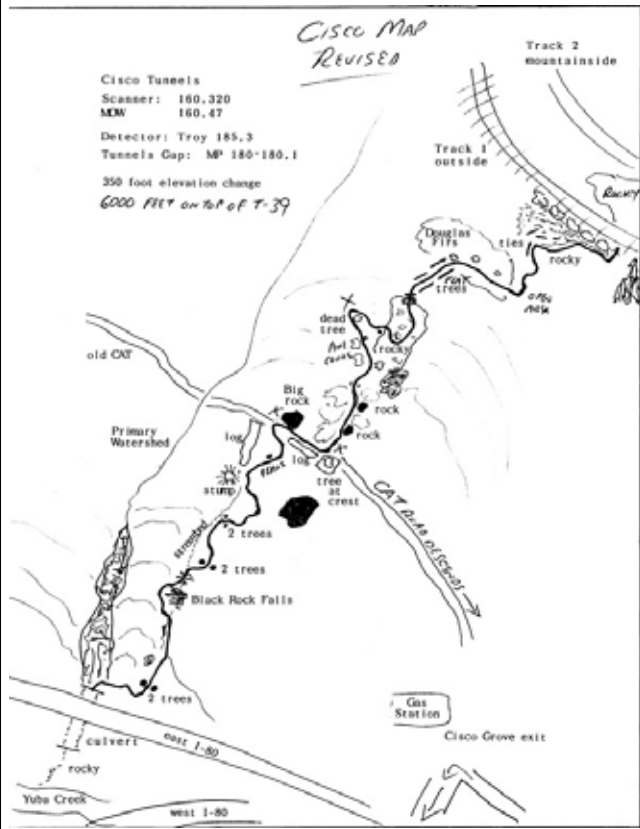 CISCO MAP
REVISED
Track 2
mountainside
Cisco Tunnels
Scanner: 160.320
MOW 160.47
Detector: Troy 185.3
Tunnels Gap: MP 180-180.1
350 foot elevation change
6000 FEET ON TOP OF T-39
Track 1
outside
ROCKY
Douglas
Firs
ties
rocky
trees
dead
tree
(rocky
old CAT
Big
rock
rock
rock
Primary
Watershed
log
log
stump
tree
at
crest
CAT ROAD DESCENDS
2 trees
2 trees
Black Rock Falls
2 trees
Gas
Station
Cisco Grove exit
east I-80
culvert
rocky
Yuba Creek
west I-80